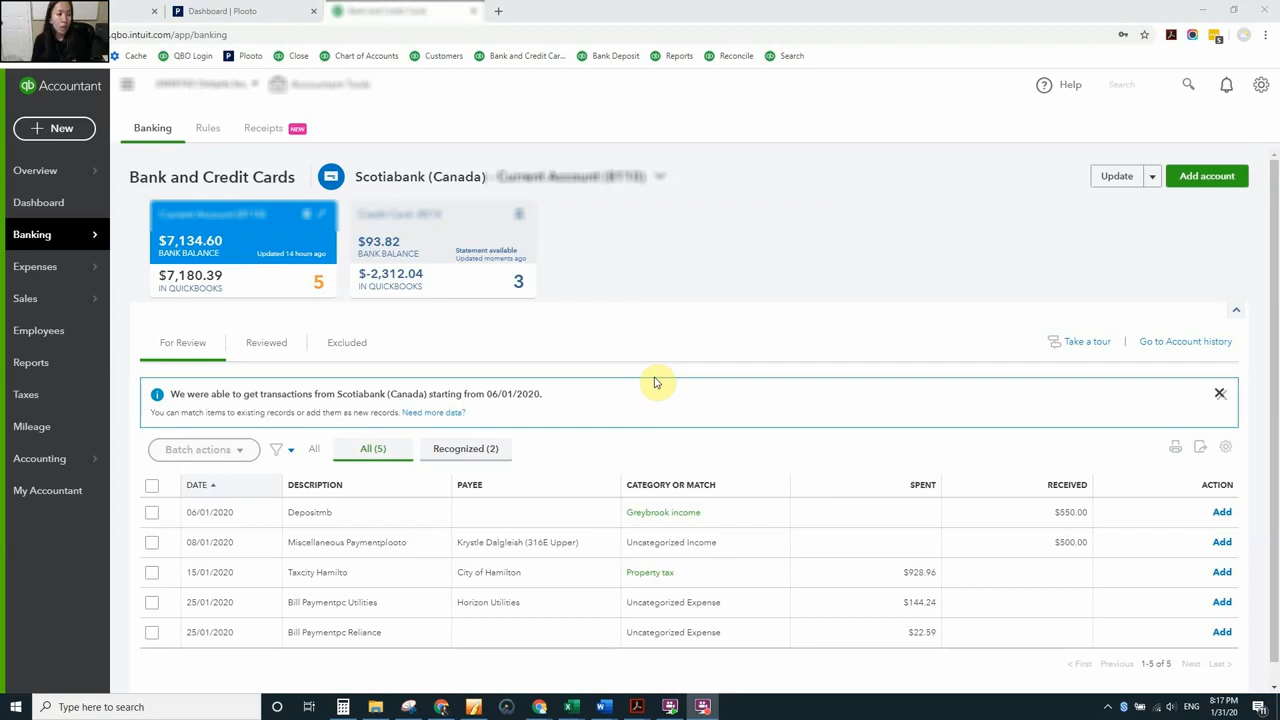 Dashboard | Plooto
qbo.intuit.com/app/banking
Cache QBO Login Plooto Close Chart of Accounts Customers Bank and Credit Car... Bank Deposit Reports Reconcile Search
qb Accountant
Accountant Tools
Help
Search
+ New
Banking Rules Receipts NEW
Overview
Dashboard
Banking
Expenses
Sales
Employees
Reports
Taxes
Mileage
Accounting
My Accountant
Bank and Credit Cards Scotiabank (Canada)
Update
Add account
$7,134.60
BANK BALANCE
Updated 14 hours ago
$7,180.39
IN QUICKBOOKS
5
$93.82
BANK BALANCE
Statement available
Updated moments ago
$-2,312.04
IN QUICKBOOKS
3
For Review Reviewed Excluded
Take a tour | Go to Account history
We were able to get transactions from Scotiabank (Canada) starting from 06/01/2020.
You can match items to existing records or add them as new records. Need more data?
Batch actions All All (5) Recognized (2)
DATE DESCRIPTION PAYEE CATEGORY OR MATCH SPENT RECEIVED ACTION
06/01/2020 Depositmb Greybrook income $550.00 Add
08/01/2020 Miscellaneous Paymentplooto Krystle Dalgleish (316E Upper) Uncategorized Income $500.00 Add
15/01/2020 Taxcity Hamilto City of Hamilton Property tax $928.96 Add
25/01/2020 Bill Paymentpc Utilities Horizon Utilities Uncategorized Expense $144.24 Add
25/01/2020 Bill Paymentpc Reliance Uncategorized Expense $22.59 Add
< First Previous 1-5 of 5 Next Last >
Type here to search
ENG
8:17 PM
1/31/20